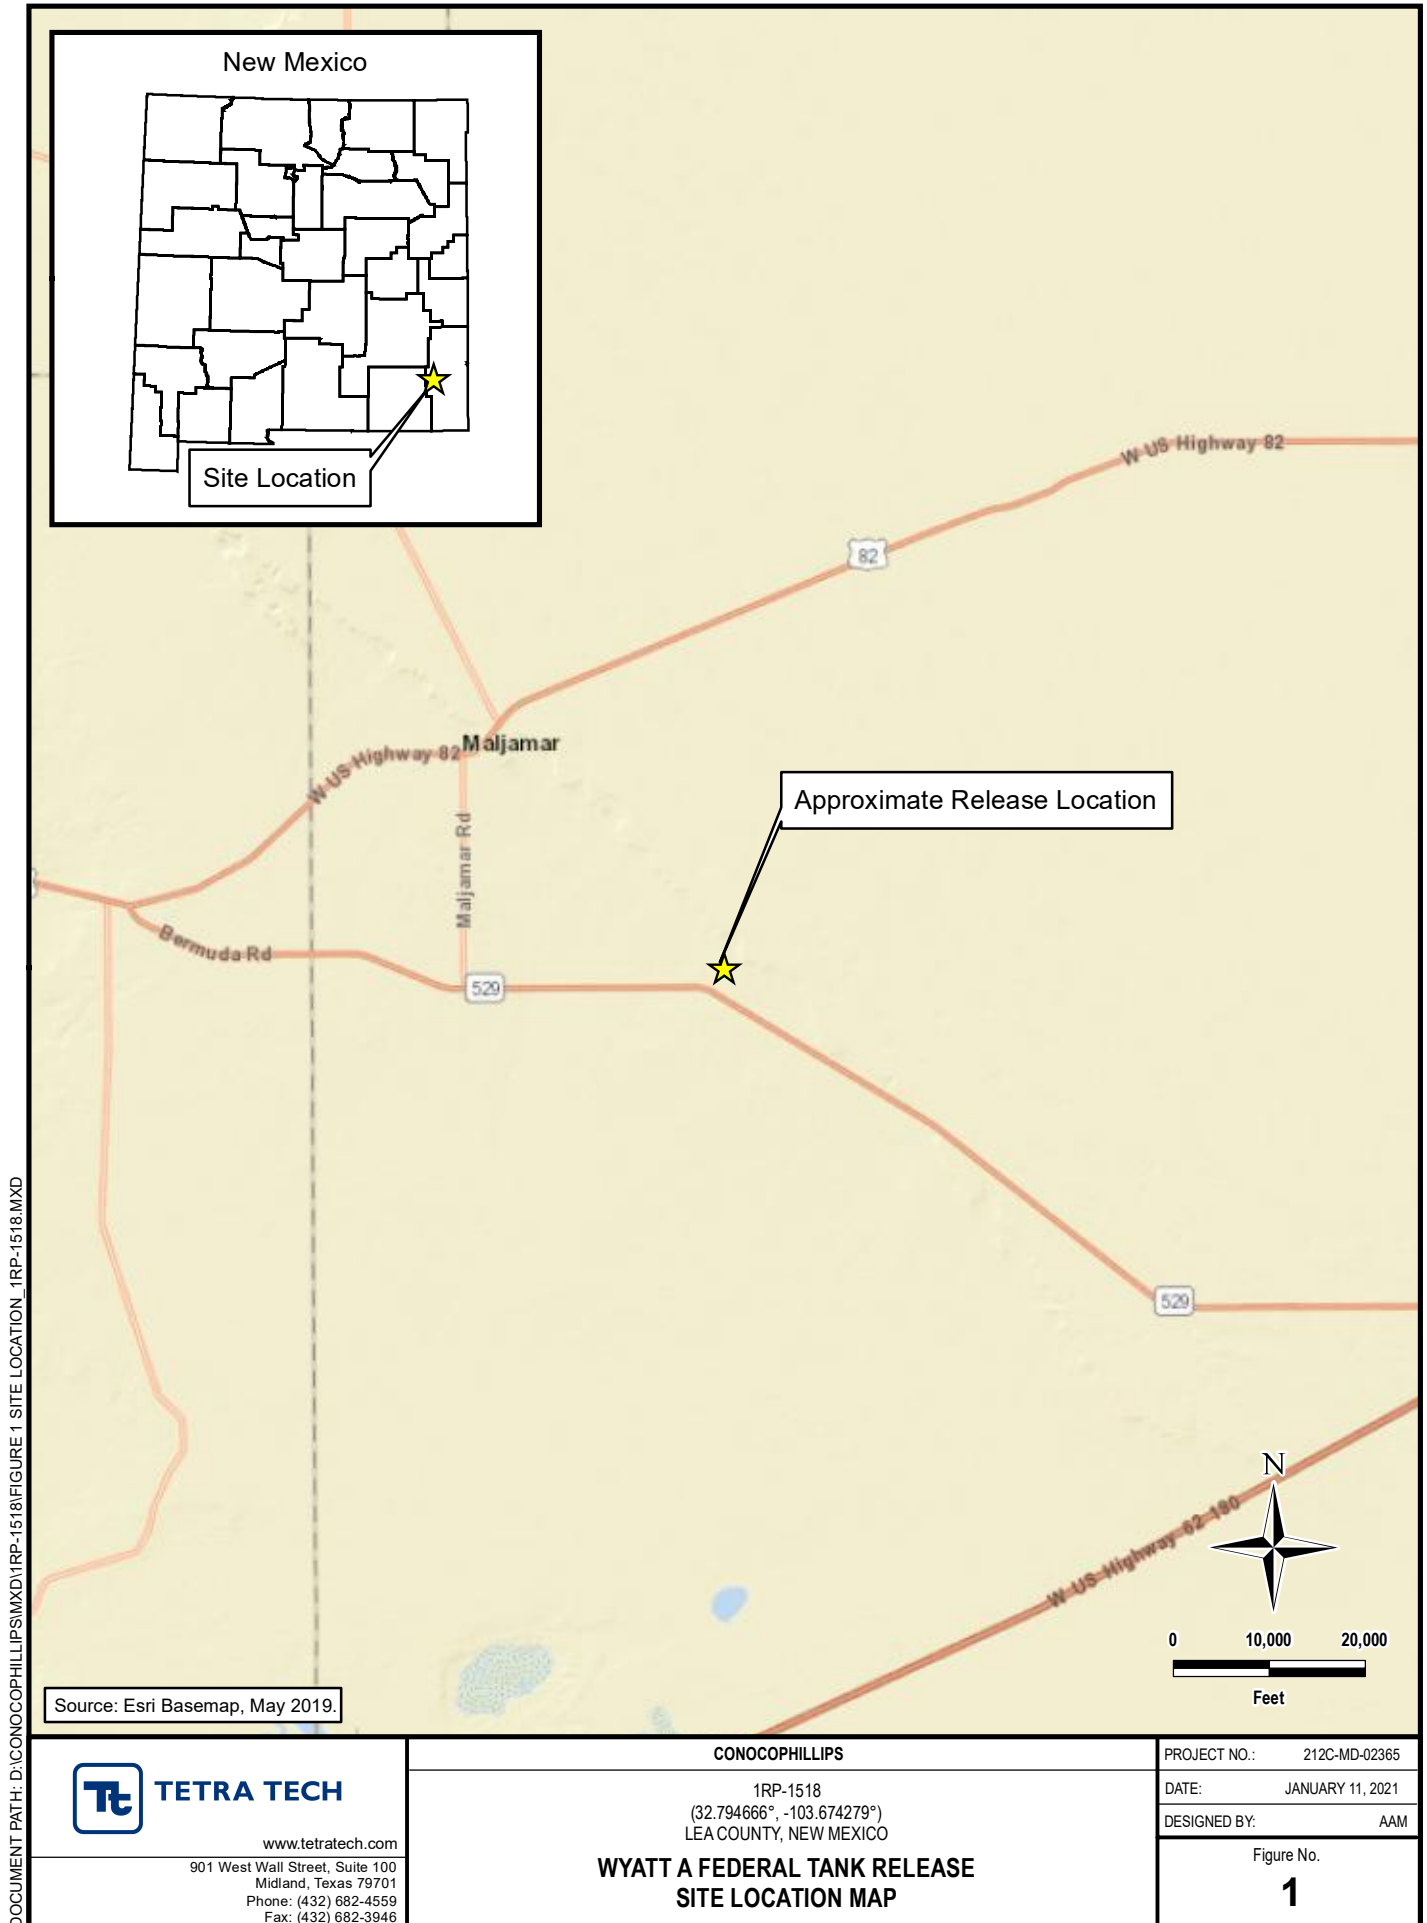 New Mexico
Site Location
W US Highway 82
82
Maljamar
W US Highway 82
Approximate Release Location
Maljamar Rd
Bermuda Rd
529
529
N
W US Highway 62 180
0 10,000 20,000
Feet
Source: Esri Basemap, May 2019.
DOCUMENT PATH: D:\CONOCOPHILLIPS\MXD\1RP-1518\FIGURE 1 SITE LOCATION_1RP-1518.MXD
Tt TETRA TECH
www.tetratech.com
901 West Wall Street, Suite 100
Midland, Texas 79701
Phone: (432) 682-4559
Fax: (432) 682-3946
CONOCOPHILLIPS
1RP-1518
(32.794666°, -103.674279°)
LEA COUNTY, NEW MEXICO
WYATT A FEDERAL TANK RELEASE
SITE LOCATION MAP
PROJECT NO.: 212C-MD-02365
DATE: JANUARY 11, 2021
DESIGNED BY: AAM
Figure No.
1